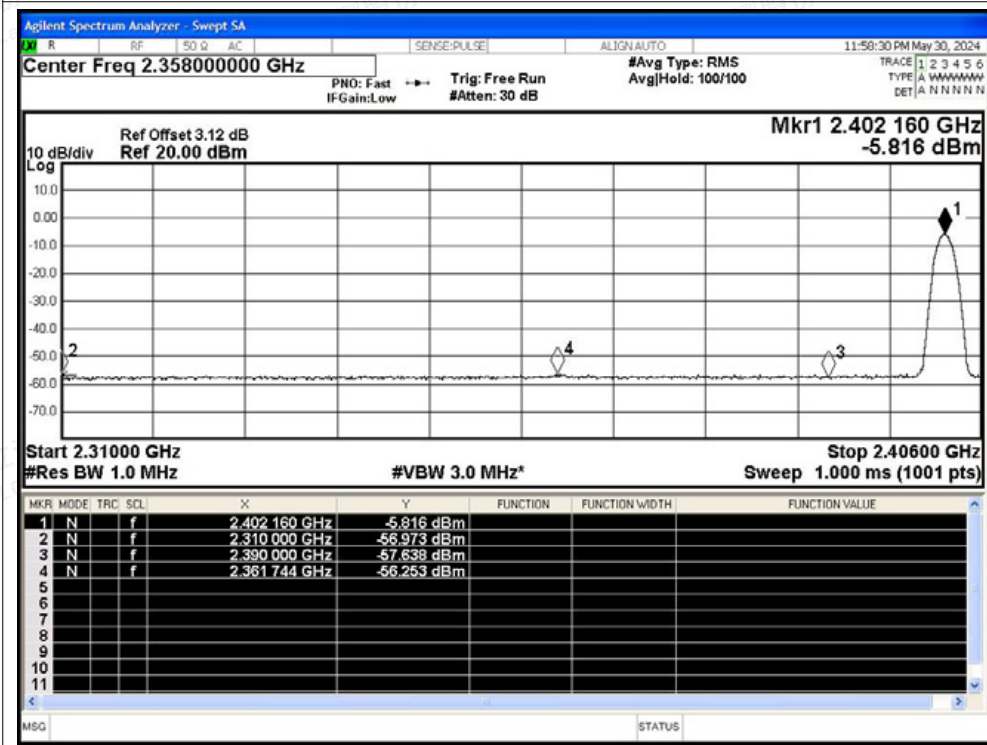 Agilent Spectrum Analyzer - Swept SA
LXI R RF 50 Ω AC SENSE:PULSE ALIGN AUTO 11:58:30 PM May 30, 2024
Center Freq 2.358000000 GHz
PNO: Fast
IFGain:Low
Trig: Free Run
#Atten: 30 dB
#Avg Type: RMS
Avg|Hold: 100/100
TRACE 1 2 3 4 5 6
TYPE A WWWWW
DET A N N N N N
Mkr1 2.402 160 GHz
-5.816 dBm
Ref Offset 3.12 dB
10 dB/div Ref 20.00 dBm
Log
10.0
0.00
-10.0
-20.0
-30.0
-40.0
-50.0
-60.0
-70.0
1
2
4
3
Start 2.31000 GHz Stop 2.40600 GHz
#Res BW 1.0 MHz #VBW 3.0 MHz* Sweep 1.000 ms (1001 pts)
MKR MODE TRC SCL X Y FUNCTION FUNCTION WIDTH FUNCTION VALUE
1 N f 2.402 160 GHz -5.816 dBm
2 N f 2.310 000 GHz -56.973 dBm
3 N f 2.390 000 GHz -57.638 dBm
4 N f 2.361 744 GHz -56.253 dBm
5
6
7
8
9
10
11
MSG STATUS